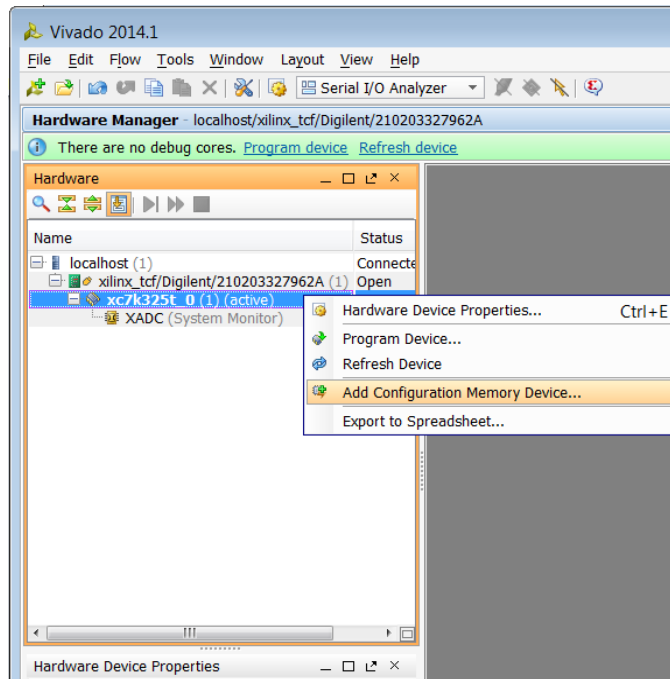 Vivado 2014.1
File Edit Flow Tools Window Layout View Help
Serial I/O Analyzer
Hardware Manager - localhost/xilinx_tcf/Digilent/210203327962A
There are no debug cores. Program device Refresh device
Hardware
Name Status
localhost (1) Connecte
xilinx_tcf/Digilent/210203327962A (1) Open
xc7k325t_0 (1) (active)
XADC (System Monitor)
Hardware Device Properties... Ctrl+E
Program Device...
Refresh Device
Add Configuration Memory Device...
Export to Spreadsheet...
Hardware Device Properties